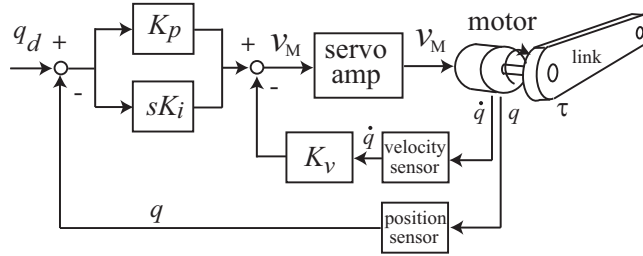 motor
q_d
+
K_p
+
v_M
servo
amp
v_M
link
-
sK_i
-
q̇
q
τ
K_v
q̇
velocity
sensor
q
position
sensor